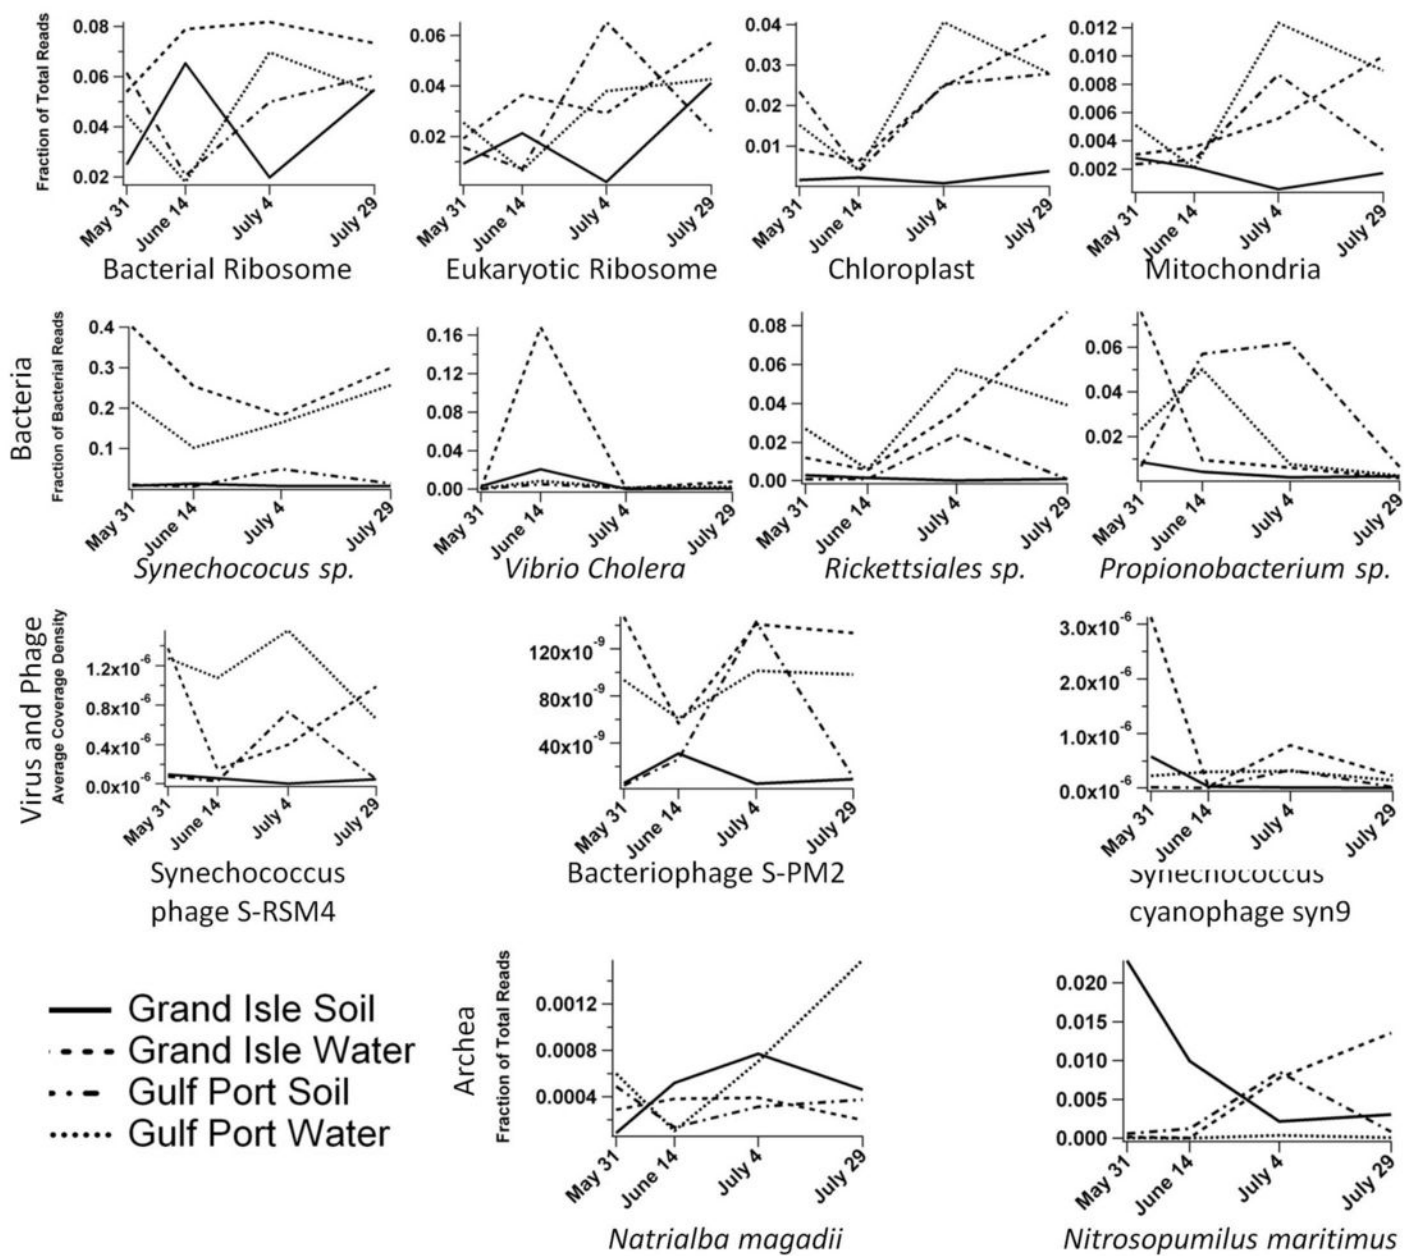 Fraction of Total Reads
0.08
0.06
0.04
0.02
May 31
June 14
July 4
July 29
Bacterial Ribosome
0.06
0.04
0.02
May 31
June 14
July 4
July 29
Eukaryotic Ribosome
0.04
0.03
0.02
0.01
May 31
June 14
July 4
July 29
Chloroplast
0.012
0.010
0.008
0.006
0.004
0.002
May 31
June 14
July 4
July 29
Mitochondria
Bacteria
Fraction of Bacterial Reads
0.4
0.3
0.2
0.1
May 31
June 14
July 4
July 29
Synechococus sp.
0.16
0.12
0.08
0.04
0.00
May 31
June 14
July 4
July 29
Vibrio Cholera
0.08
0.06
0.04
0.02
0.00
May 31
June 14
July 4
July 29
Rickettsiales sp.
0.06
0.04
0.02
May 31
June 14
July 4
July 29
Propionobacterium sp.
Virus and Phage
Average Coverage Density
1.2x10-6
0.8x10-6
0.4x10-6
0.0x10-6
May 31
June 14
July 4
July 29
Synechococcus
phage S-RSM4
120x10-9
80x10-9
40x10-9
May 31
June 14
July 4
July 29
Bacteriophage S-PM2
3.0x10-6
2.0x10-6
1.0x10-6
0.0x10-6
May 31
June 14
July 4
July 29
Synechococcus
cyanophage syn9
Grand Isle Soil
Grand Isle Water
Gulf Port Soil
Gulf Port Water
Archea
Fraction of Total Reads
0.0012
0.0008
0.0004
May 31
June 14
July 4
July 29
Natrialba magadii
0.020
0.015
0.010
0.005
0.000
May 31
June 14
July 4
July 29
Nitrosopumilus maritimus